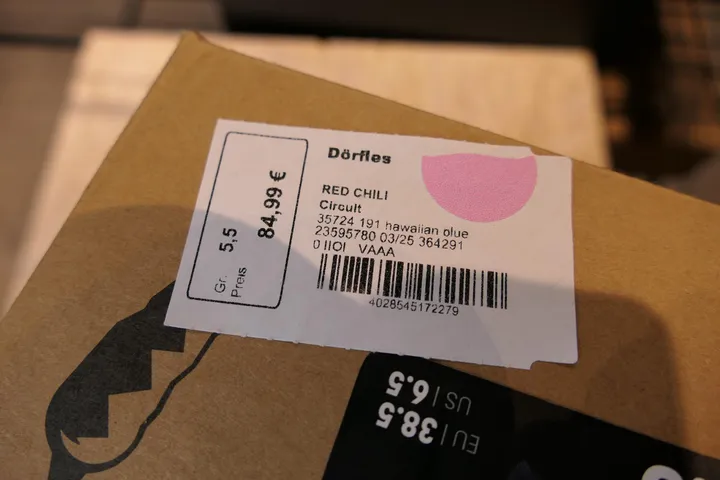 Dörfles
RED CHILI
Circuit
35724 191 hawaiian olue
23595780 03/25 364291
0 IIOI VAAA
4028545172279
Gr. 5,5
Preis 84,99 €
EU | 38.5
US | 6.5